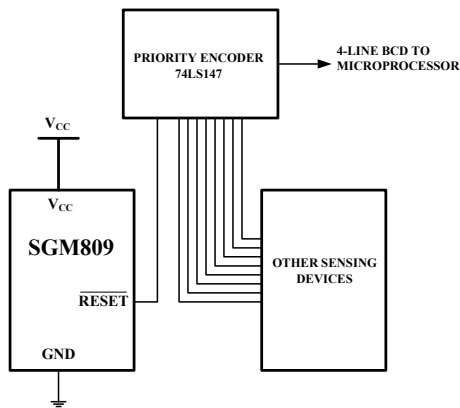 PRIORITY ENCODER
74LS147
4-LINE BCD TO
MICROPROCESSOR
VCC
VCC
SGM809
RESET
GND
OTHER SENSING
DEVICES